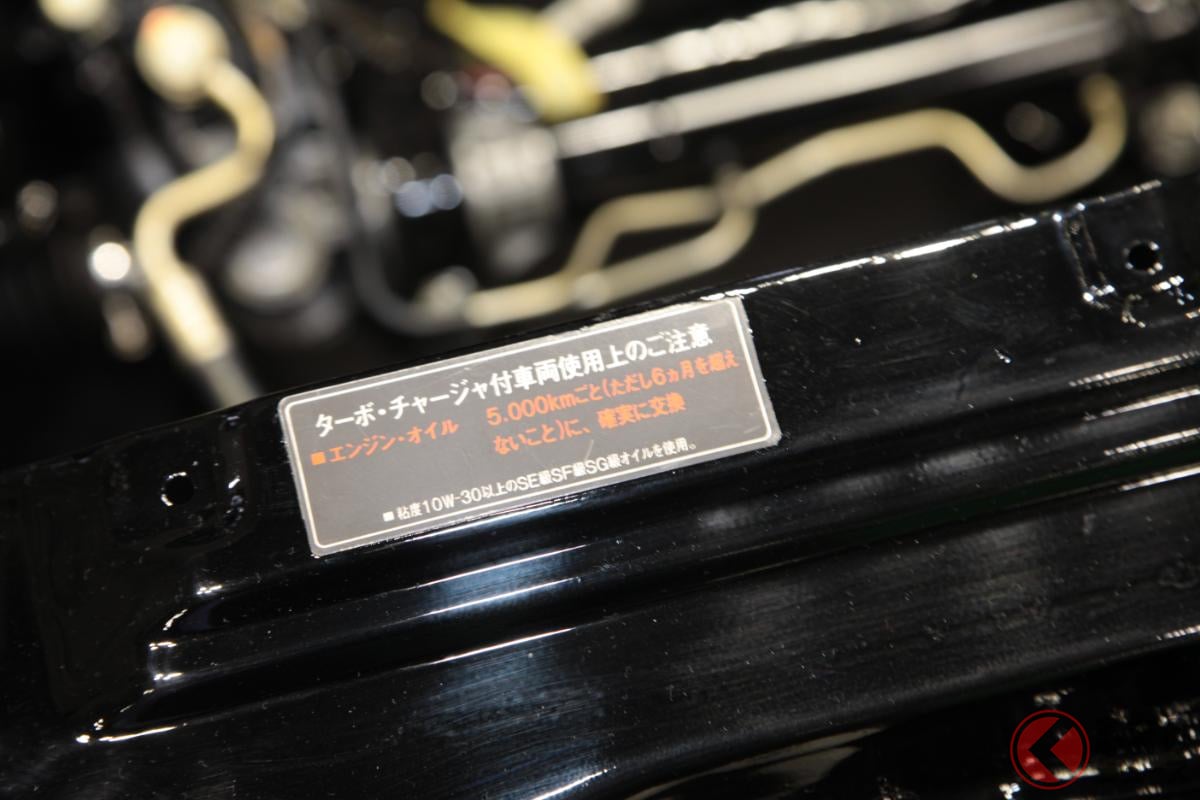 ターボ・チャージャ付車両使用上のご注意
■エンジン・オイル 5.000kmごと(ただし6ヵ月を超え
ないこと)に、確実に交換
■粘度10W-30以上のSE級SF級SG級オイルを使用。